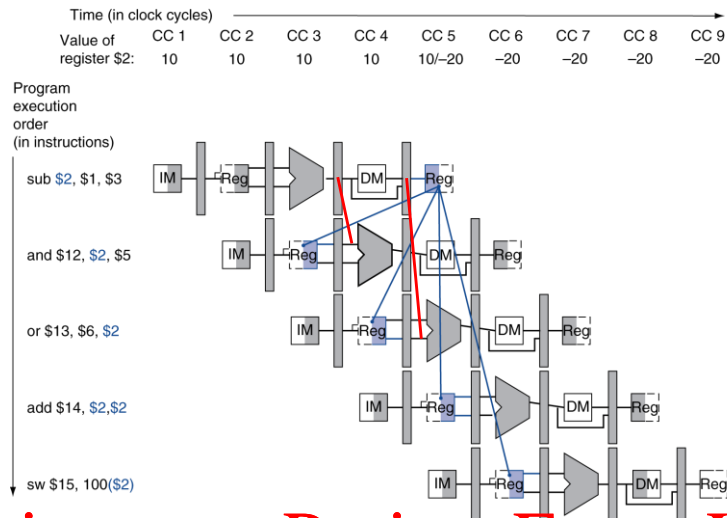 Time (in clock cycles)
CC 1 CC 2 CC 3 CC 4 CC 5 CC 6 CC 7 CC 8 CC 9
Value of
register $2: 10 10 10 10 10/–20 –20 –20 –20 –20
Program
execution
order
(in instructions)
sub $2, $1, $3 IM Reg DM Reg
and $12, $2, $5 IM Reg DM Reg
or $13, $6, $2 IM Reg DM Reg
add $14, $2,$2 IM Reg DM Reg
sw $15, 100($2) IM Reg DM Reg